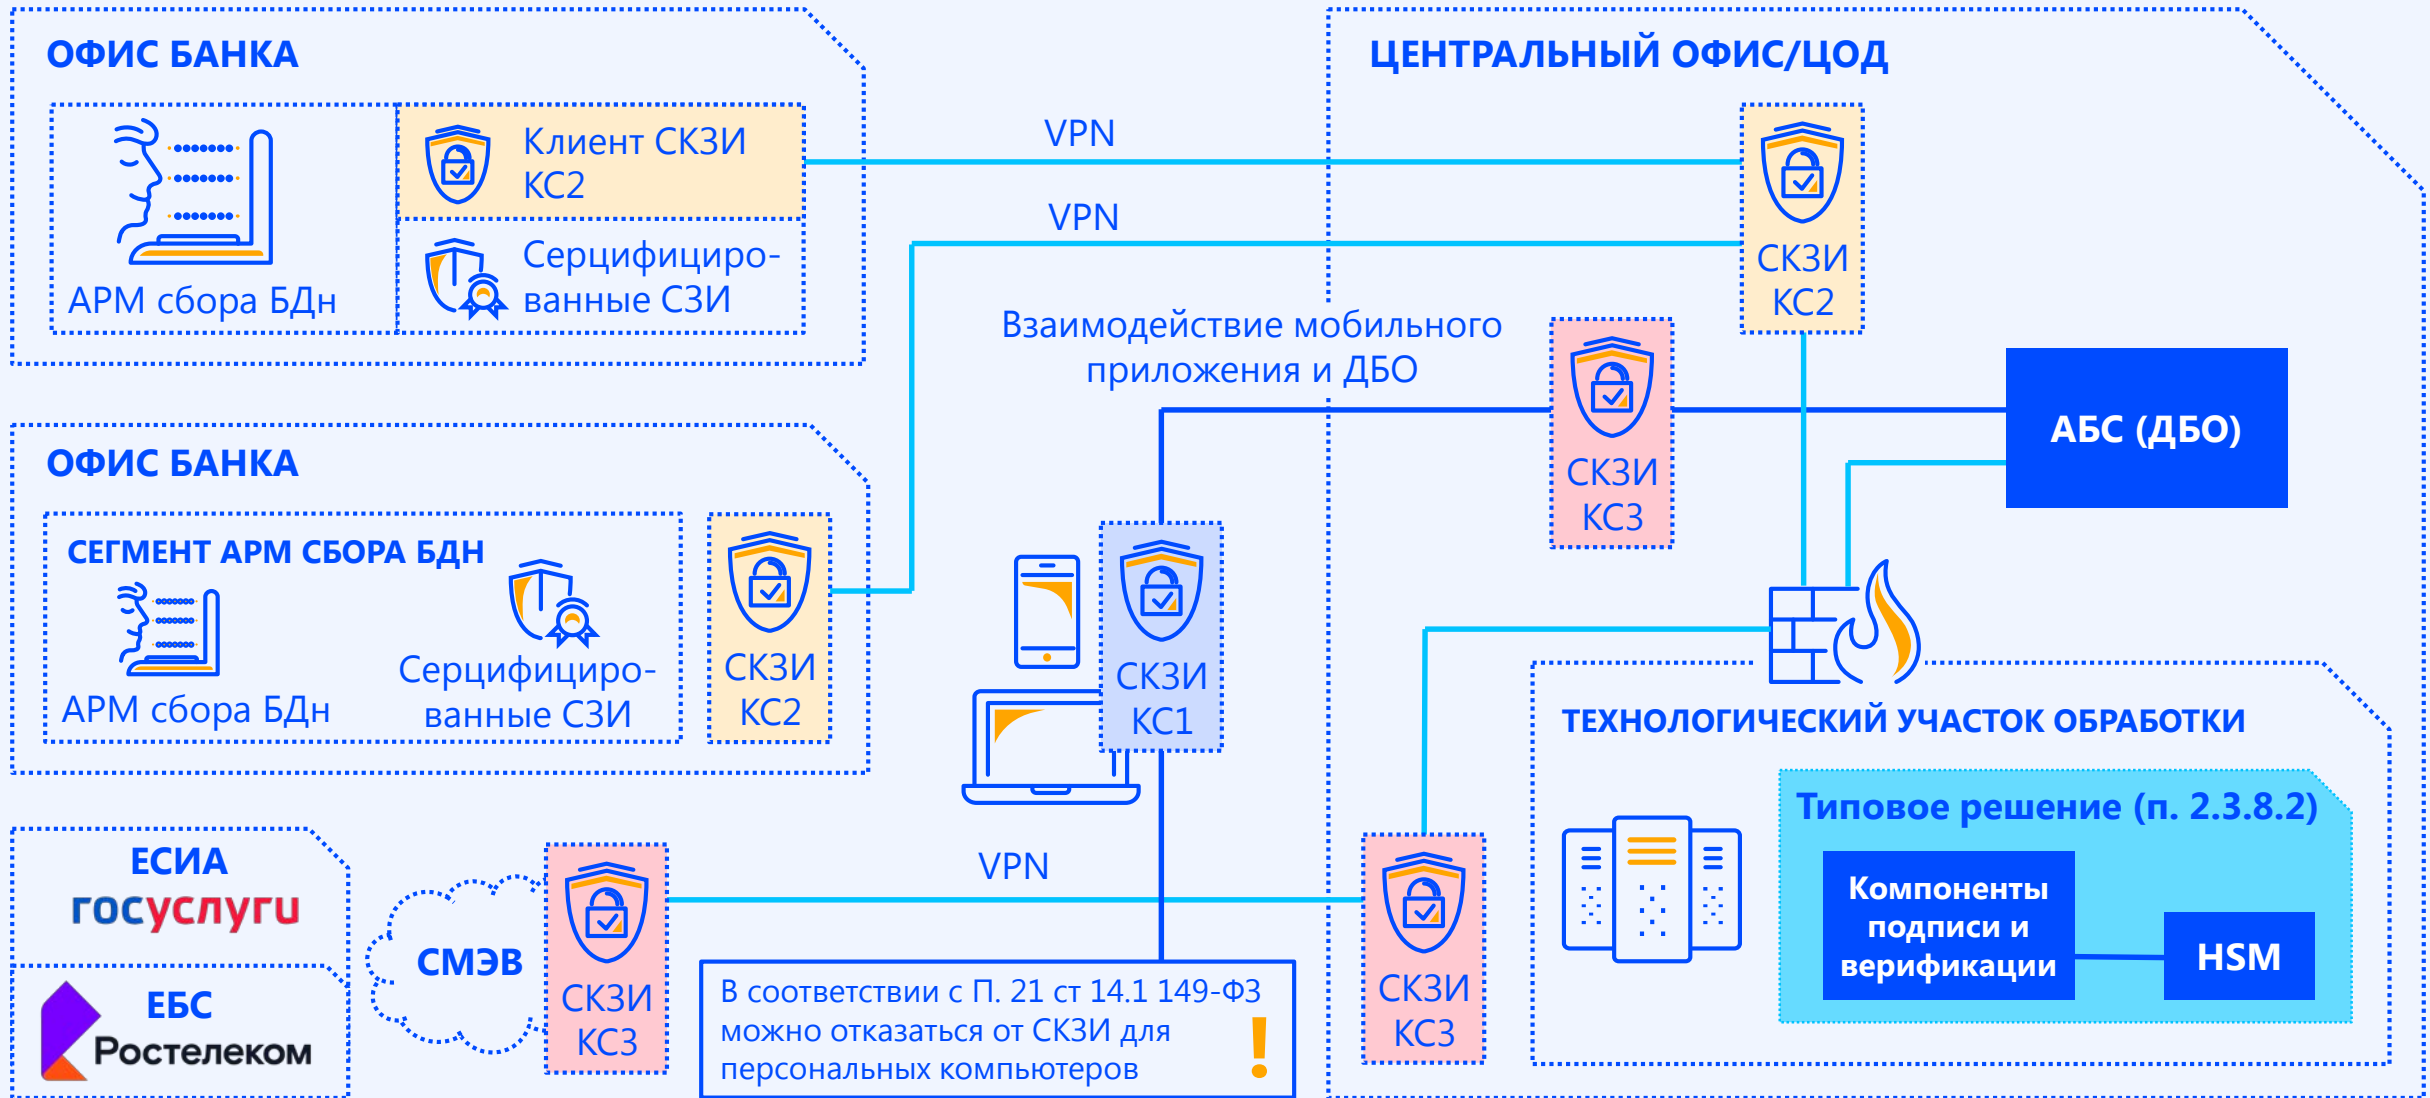 ОФИС БАНКА
АРМ сбора БДн
Клиент СКЗИ
КС2
Серцифициро-
ванные СЗИ
ОФИС БАНКА
СЕГМЕНТ АРМ СБОРА БДН
АРМ сбора БДн
Серцифициро-
ванные СЗИ
СКЗИ
КС2
ЕСИА
госуслуги
ЕБС
Ростелеком
СМЭВ
СКЗИ
КС3
VPN
VPN
Взаимодействие мобильного
приложения и ДБО
СКЗИ
КС1
VPN
В соответствии с П. 21 ст 14.1 149-ФЗ
можно отказаться от СКЗИ для
персональных компьютеров
!
ЦЕНТРАЛЬНЫЙ ОФИС/ЦОД
СКЗИ
КС2
СКЗИ
КС3
АБС (ДБО)
СКЗИ
КС3
ТЕХНОЛОГИЧЕСКИЙ УЧАСТОК ОБРАБОТКИ
Типовое решение (п. 2.3.8.2)
Компоненты
подписи и
верификации
HSM